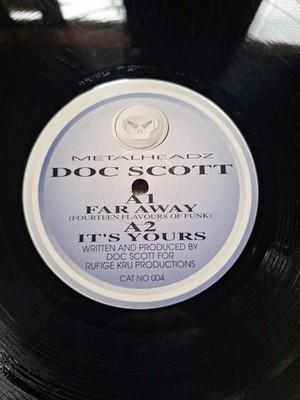 METALHEADZ
DOC SCOTT
A1
FAR AWAY
(FOURTEEN FLAVOURS OF FUNK)
A2
IT'S YOURS
WRITTEN AND PRODUCED BY
DOC SCOTT FOR
RUFIGE KRU PRODUCTIONS
CAT NO 004